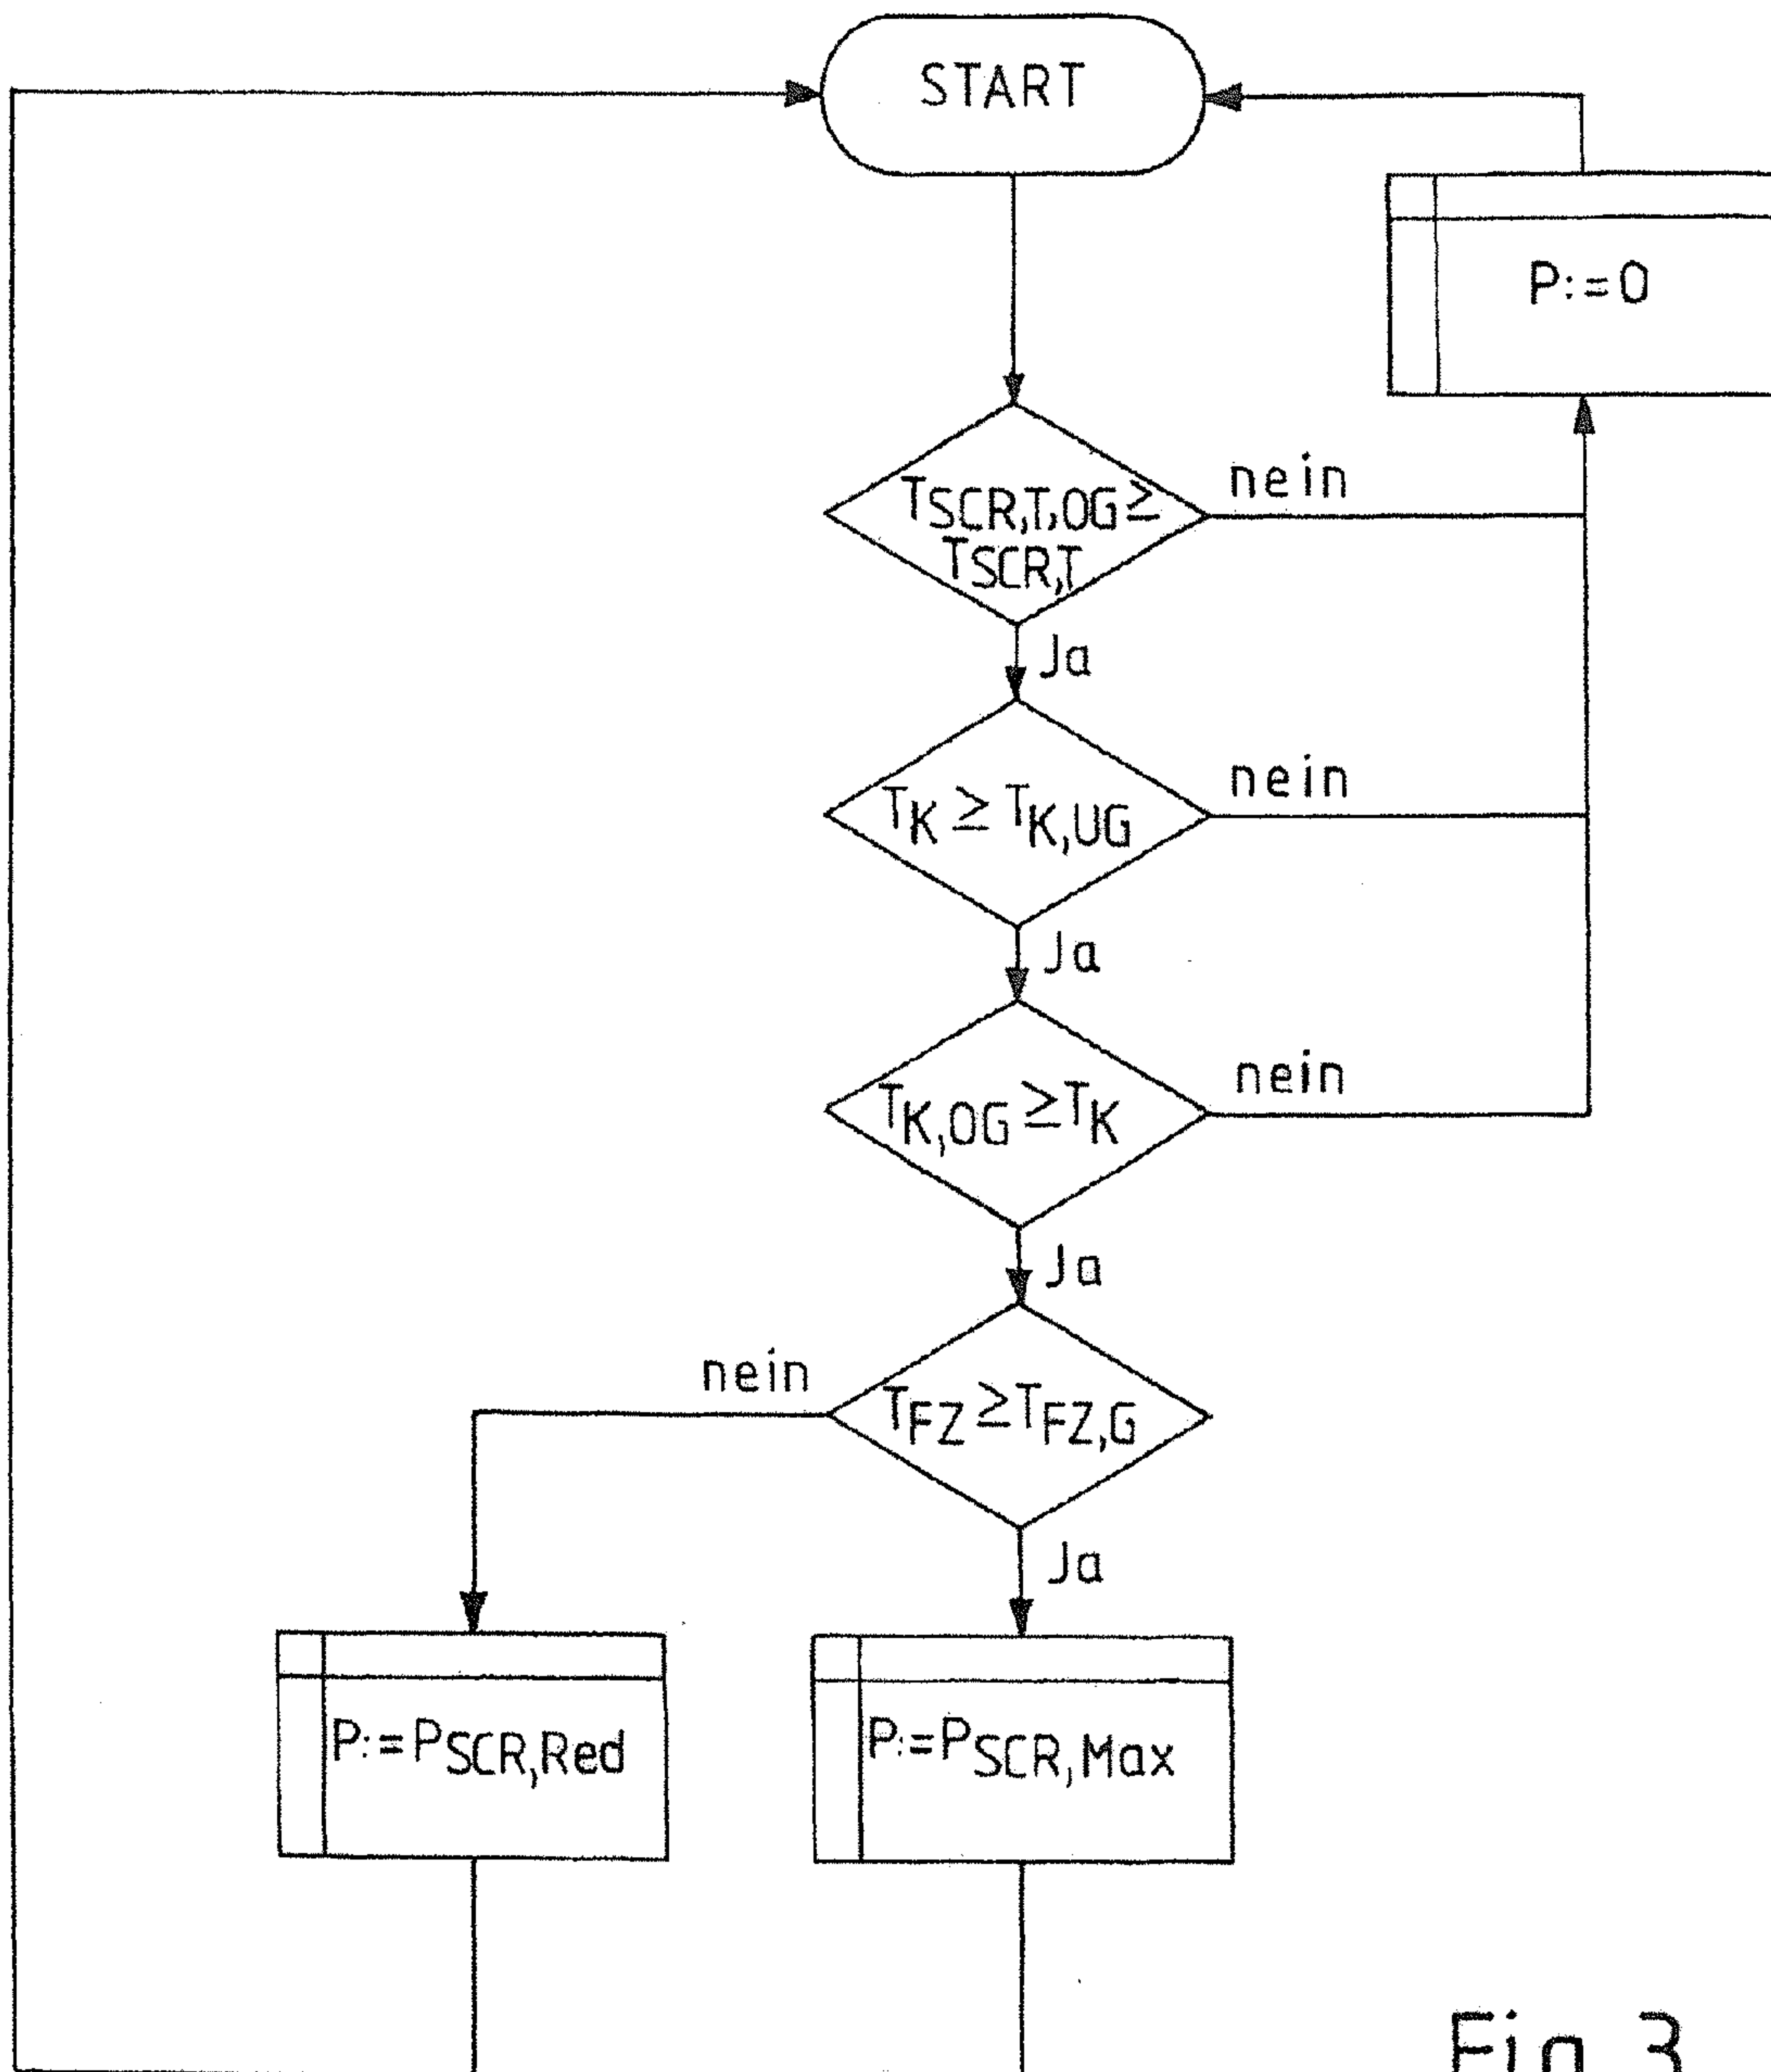 START
P:=0
TSCR,T,OG ≥
TSCR,T
nein
Ja
TK ≥ TK,UG
nein
Ja
TK,OG ≥ TK
nein
Ja
TFZ ≥ TFZ,G
nein
Ja
P:=PSCR,Red
P:=PSCR,Max
Fig.3